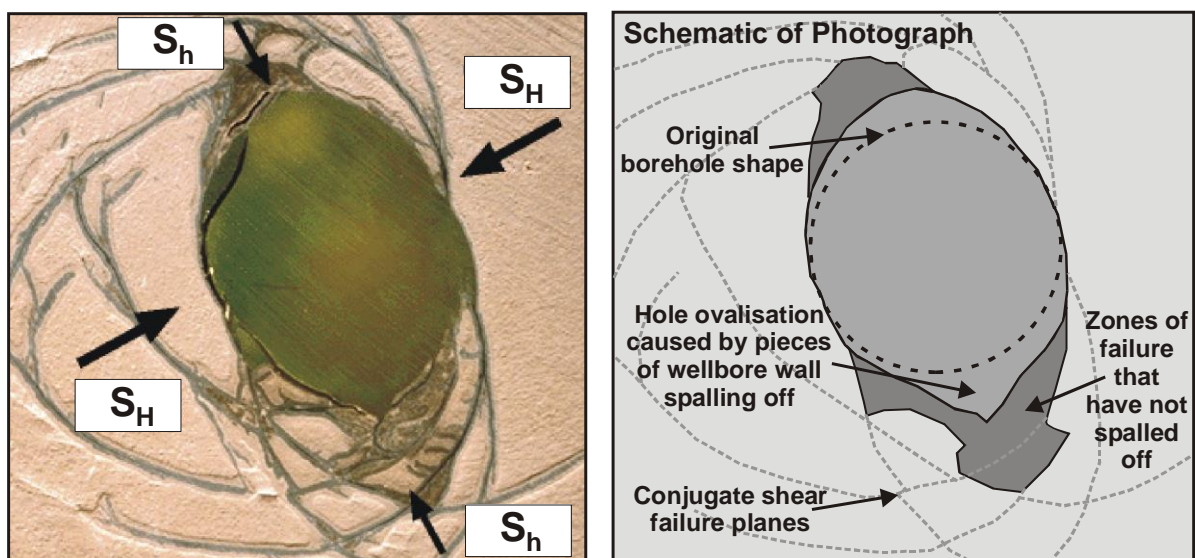 Sh
SH
SH
Sh
Schematic of Photograph
Original
borehole shape
Hole ovalisation
caused by pieces
of wellbore wall
spalling off
Zones of
failure
that
have not
spalled
off
Conjugate shear
failure planes